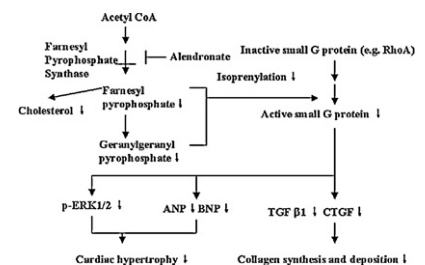 Acetyl CoA
Farnesyl
Pyrophosphate
Synthase
Alendronate
Inactive small G protein (e.g. RhoA)
Isoprenylation ↓
Cholesterol ↓
Farnesyl
pyrophosphate ↓
Active small G protein ↓
Geranylgeranyl
pyrophosphate ↓
p-ERK1/2 ↓
ANP ↓ BNP ↓
TGF β1 ↓ CTGF ↓
Cardiac hypertrophy ↓
Collagen synthesis and deposition ↓